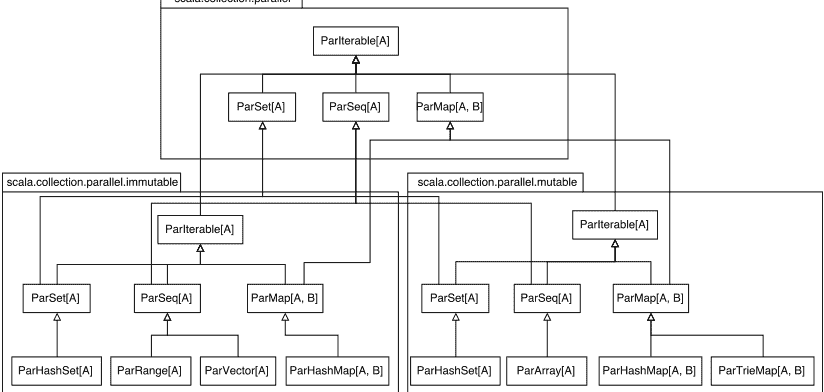 scala.collection.parallel
ParIterable[A]
ParSet[A]
ParSeq[A]
ParMap[A, B]
scala.collection.parallel.immutable
scala.collection.parallel.mutable
ParIterable[A]
ParIterable[A]
ParSet[A]
ParSeq[A]
ParMap[A, B]
ParSet[A]
ParSeq[A]
ParMap[A, B]
ParHashSet[A]
ParRange[A]
ParVector[A]
ParHashMap[A, B]
ParHashSet[A]
ParArray[A]
ParHashMap[A, B]
ParTrieMap[A, B]